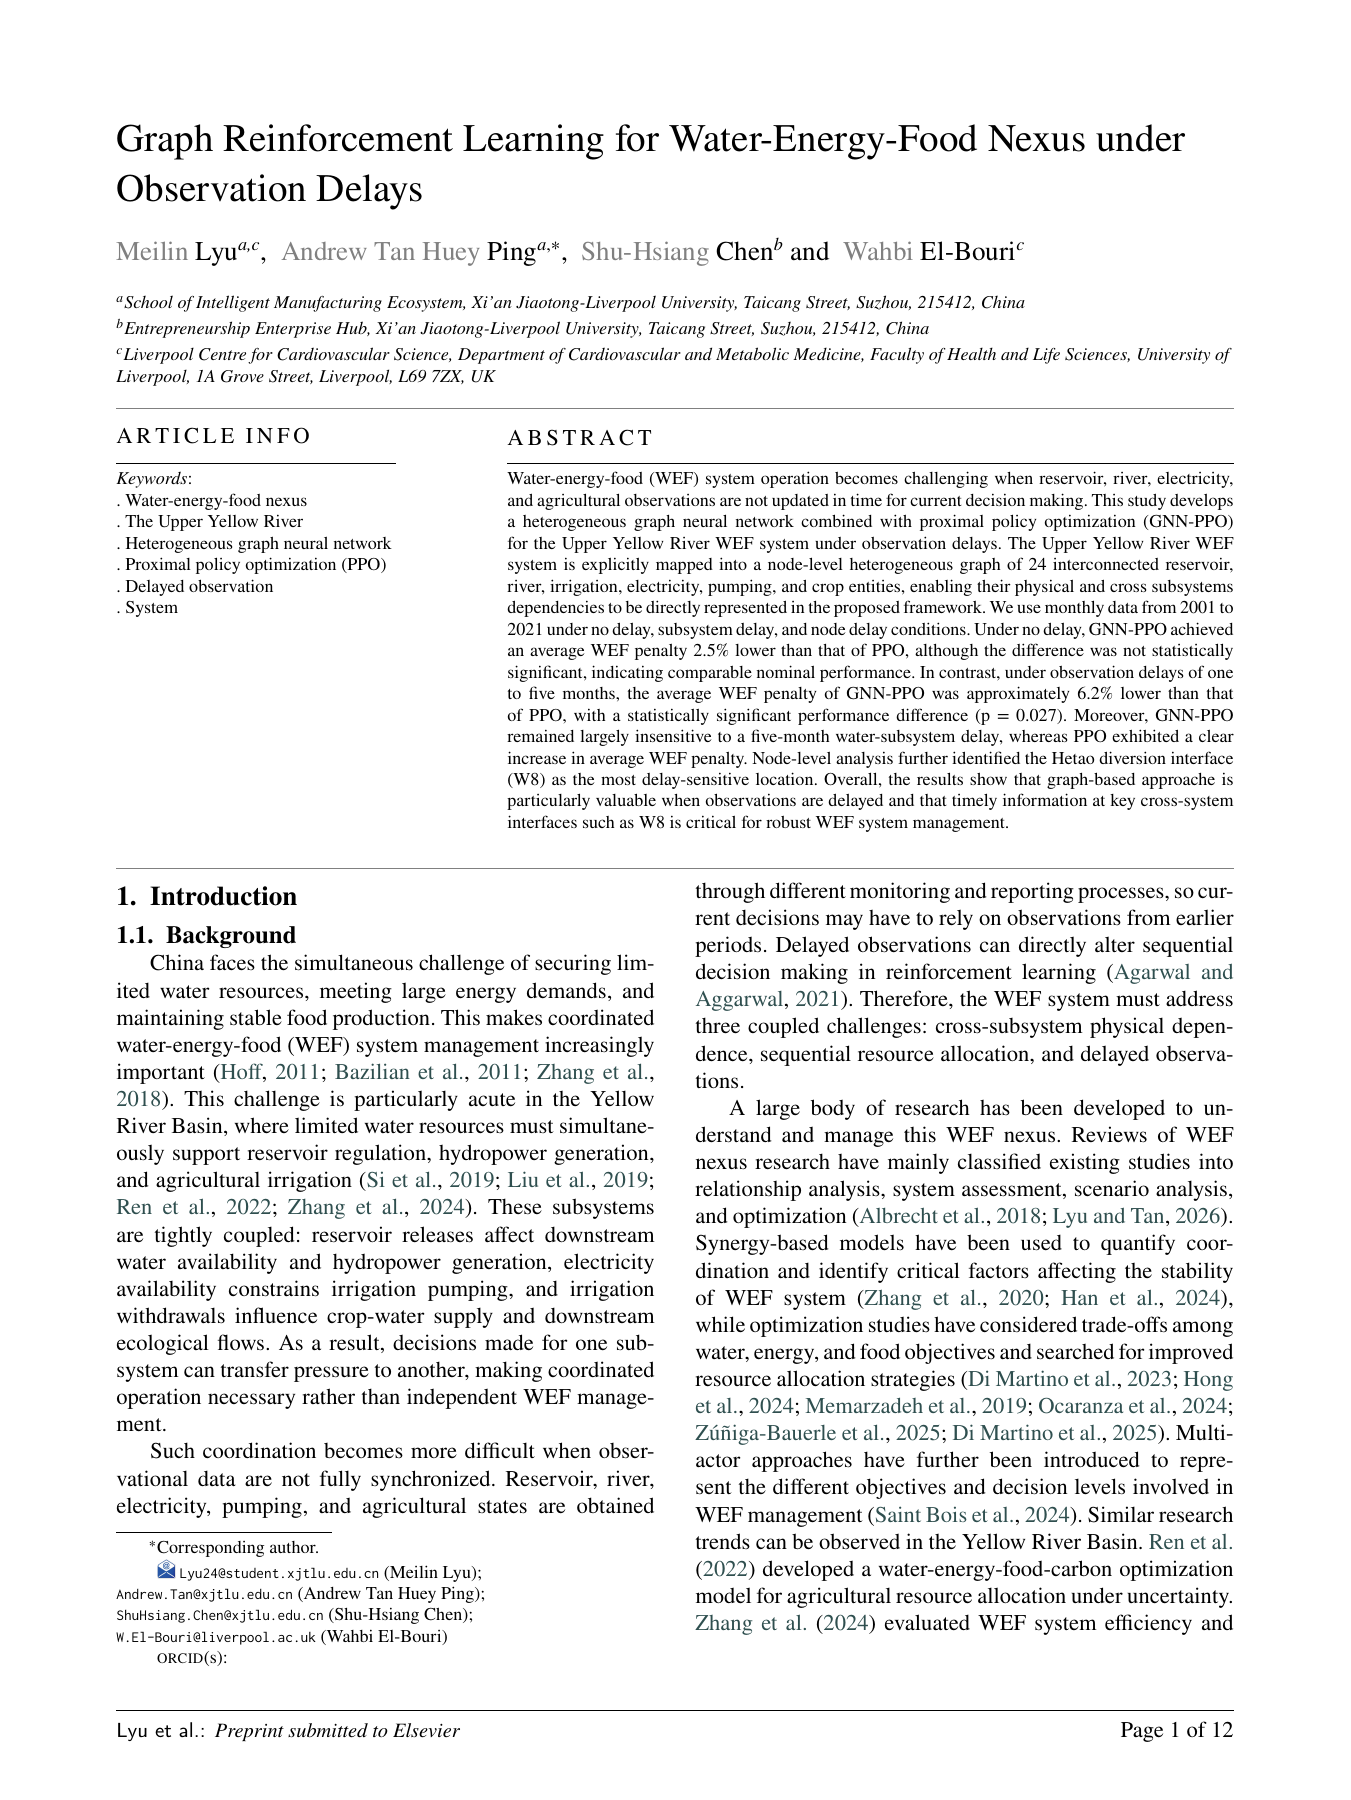 Graph Reinforcement Learning for Water-Energy-Food Nexus under
Observation Delays
Meilin Lyu^a,c, Andrew Tan Huey Ping^a,*, Shu-Hsiang Chen^b and Wahbi El-Bouri^c
^a School of Intelligent Manufacturing Ecosystem, Xi'an Jiaotong-Liverpool University, Taicang Street, Suzhou, 215412, China
^b Entrepreneurship Enterprise Hub, Xi'an Jiaotong-Liverpool University, Taicang Street, Suzhou, 215412, China
^c Liverpool Centre for Cardiovascular Science, Department of Cardiovascular and Metabolic Medicine, Faculty of Health and Life Sciences, University of
Liverpool, 1A Grove Street, Liverpool, L69 7ZX, UK
ARTICLE INFO
Keywords:
. Water-energy-food nexus
. The Upper Yellow River
. Heterogeneous graph neural network
. Proximal policy optimization (PPO)
. Delayed observation
. System
ABSTRACT
Water-energy-food (WEF) system operation becomes challenging when reservoir, river, electricity,
and agricultural observations are not updated in time for current decision making. This study develops
a heterogeneous graph neural network combined with proximal policy optimization (GNN-PPO)
for the Upper Yellow River WEF system under observation delays. The Upper Yellow River WEF
system is explicitly mapped into a node-level heterogeneous graph of 24 interconnected reservoir,
river, irrigation, electricity, pumping, and crop entities, enabling their physical and cross subsystems
dependencies to be directly represented in the proposed framework. We use monthly data from 2001 to
2021 under no delay, subsystem delay, and node delay conditions. Under no delay, GNN-PPO achieved
an average WEF penalty 2.5% lower than that of PPO, although the difference was not statistically
significant, indicating comparable nominal performance. In contrast, under observation delays of one
to five months, the average WEF penalty of GNN-PPO was approximately 6.2% lower than that
of PPO, with a statistically significant performance difference (p = 0.027). Moreover, GNN-PPO
remained largely insensitive to a five-month water-subsystem delay, whereas PPO exhibited a clear
increase in average WEF penalty. Node-level analysis further identified the Hetao diversion interface
(W8) as the most delay-sensitive location. Overall, the results show that graph-based approache is
particularly valuable when observations are delayed and that timely information at key cross-system
interfaces such as W8 is critical for robust WEF system management.
1. Introduction
1.1. Background
China faces the simultaneous challenge of securing lim-
ited water resources, meeting large energy demands, and
maintaining stable food production. This makes coordinated
water-energy-food (WEF) system management increasingly
important (Hoff, 2011; Bazilian et al., 2011; Zhang et al.,
2018). This challenge is particularly acute in the Yellow
River Basin, where limited water resources must simultane-
ously support reservoir regulation, hydropower generation,
and agricultural irrigation (Si et al., 2019; Liu et al., 2019;
Ren et al., 2022; Zhang et al., 2024). These subsystems
are tightly coupled: reservoir releases affect downstream
water availability and hydropower generation, electricity
availability constrains irrigation pumping, and irrigation
withdrawals influence crop-water supply and downstream
ecological flows. As a result, decisions made for one sub-
system can transfer pressure to another, making coordinated
operation necessary rather than independent WEF manage-
ment.
Such coordination becomes more difficult when obser-
vational data are not fully synchronized. Reservoir, river,
electricity, pumping, and agricultural states are obtained
*Corresponding author.
Lyu24@student.xjtlu.edu.cn (Meilin Lyu);
Andrew.Tan@xjtlu.edu.cn (Andrew Tan Huey Ping);
ShuHsiang.Chen@xjtlu.edu.cn (Shu-Hsiang Chen);
W.El-Bouri@liverpool.ac.uk (Wahbi El-Bouri)
ORCID(s):
through different monitoring and reporting processes, so cur-
rent decisions may have to rely on observations from earlier
periods. Delayed observations can directly alter sequential
decision making in reinforcement learning (Agarwal and
Aggarwal, 2021). Therefore, the WEF system must address
three coupled challenges: cross-subsystem physical depen-
dence, sequential resource allocation, and delayed observa-
tions.
A large body of research has been developed to un-
derstand and manage this WEF nexus. Reviews of WEF
nexus research have mainly classified existing studies into
relationship analysis, system assessment, scenario analysis,
and optimization (Albrecht et al., 2018; Lyu and Tan, 2026).
Synergy-based models have been used to quantify coor-
dination and identify critical factors affecting the stability
of WEF system (Zhang et al., 2020; Han et al., 2024),
while optimization studies have considered trade-offs among
water, energy, and food objectives and searched for improved
resource allocation strategies (Di Martino et al., 2023; Hong
et al., 2024; Memarzadeh et al., 2019; Ocaranza et al., 2024;
Zúñiga-Bauerle et al., 2025; Di Martino et al., 2025). Multi-
actor approaches have further been introduced to repre-
sent the different objectives and decision levels involved in
WEF management (Saint Bois et al., 2024). Similar research
trends can be observed in the Yellow River Basin. Ren et al.
(2022) developed a water-energy-food-carbon optimization
model for agricultural resource allocation under uncertainty.
Zhang et al. (2024) evaluated WEF system efficiency and
Lyu et al.: Preprint submitted to Elsevier
Page 1 of 12